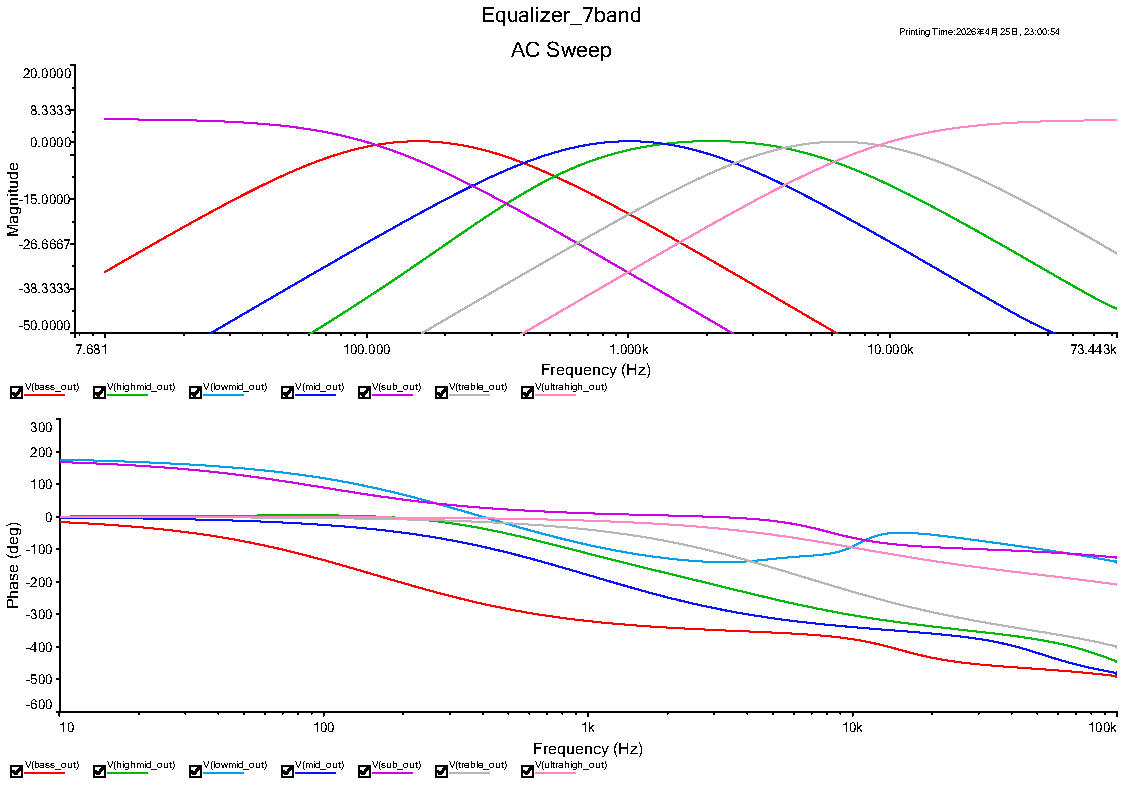 Equalizer_7band
Printing Time:2026年4月25日, 23:00:54
AC Sweep
Magnitude
20.0000
8.3333
0.0000
-15.0000
-26.6667
-38.3333
-50.0000
7.681 100.000 1.000k 10.000k 73.443k
Frequency (Hz)
V(bass_out) V(highmid_out) V(lowmid_out) V(mid_out) V(sub_out) V(treble_out) V(ultrahigh_out)
Phase (deg)
300
200
100
0
-100
-200
-300
-400
-500
-600
10 100 1k 10k 100k
Frequency (Hz)
V(bass_out) V(highmid_out) V(lowmid_out) V(mid_out) V(sub_out) V(treble_out) V(ultrahigh_out)